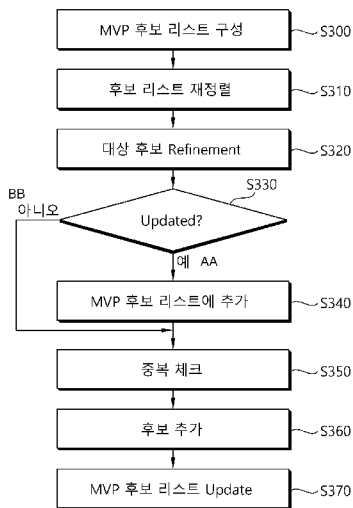 MVP 후보 리스트 구성
S300
후보 리스트 재정렬
S310
대상 후보 Refinement
S320
S330
BB
아니오
Updated?
예 AA
MVP 후보 리스트에 추가
S340
중복 체크
S350
후보 추가
S360
MVP 후보 리스트 Update
S370